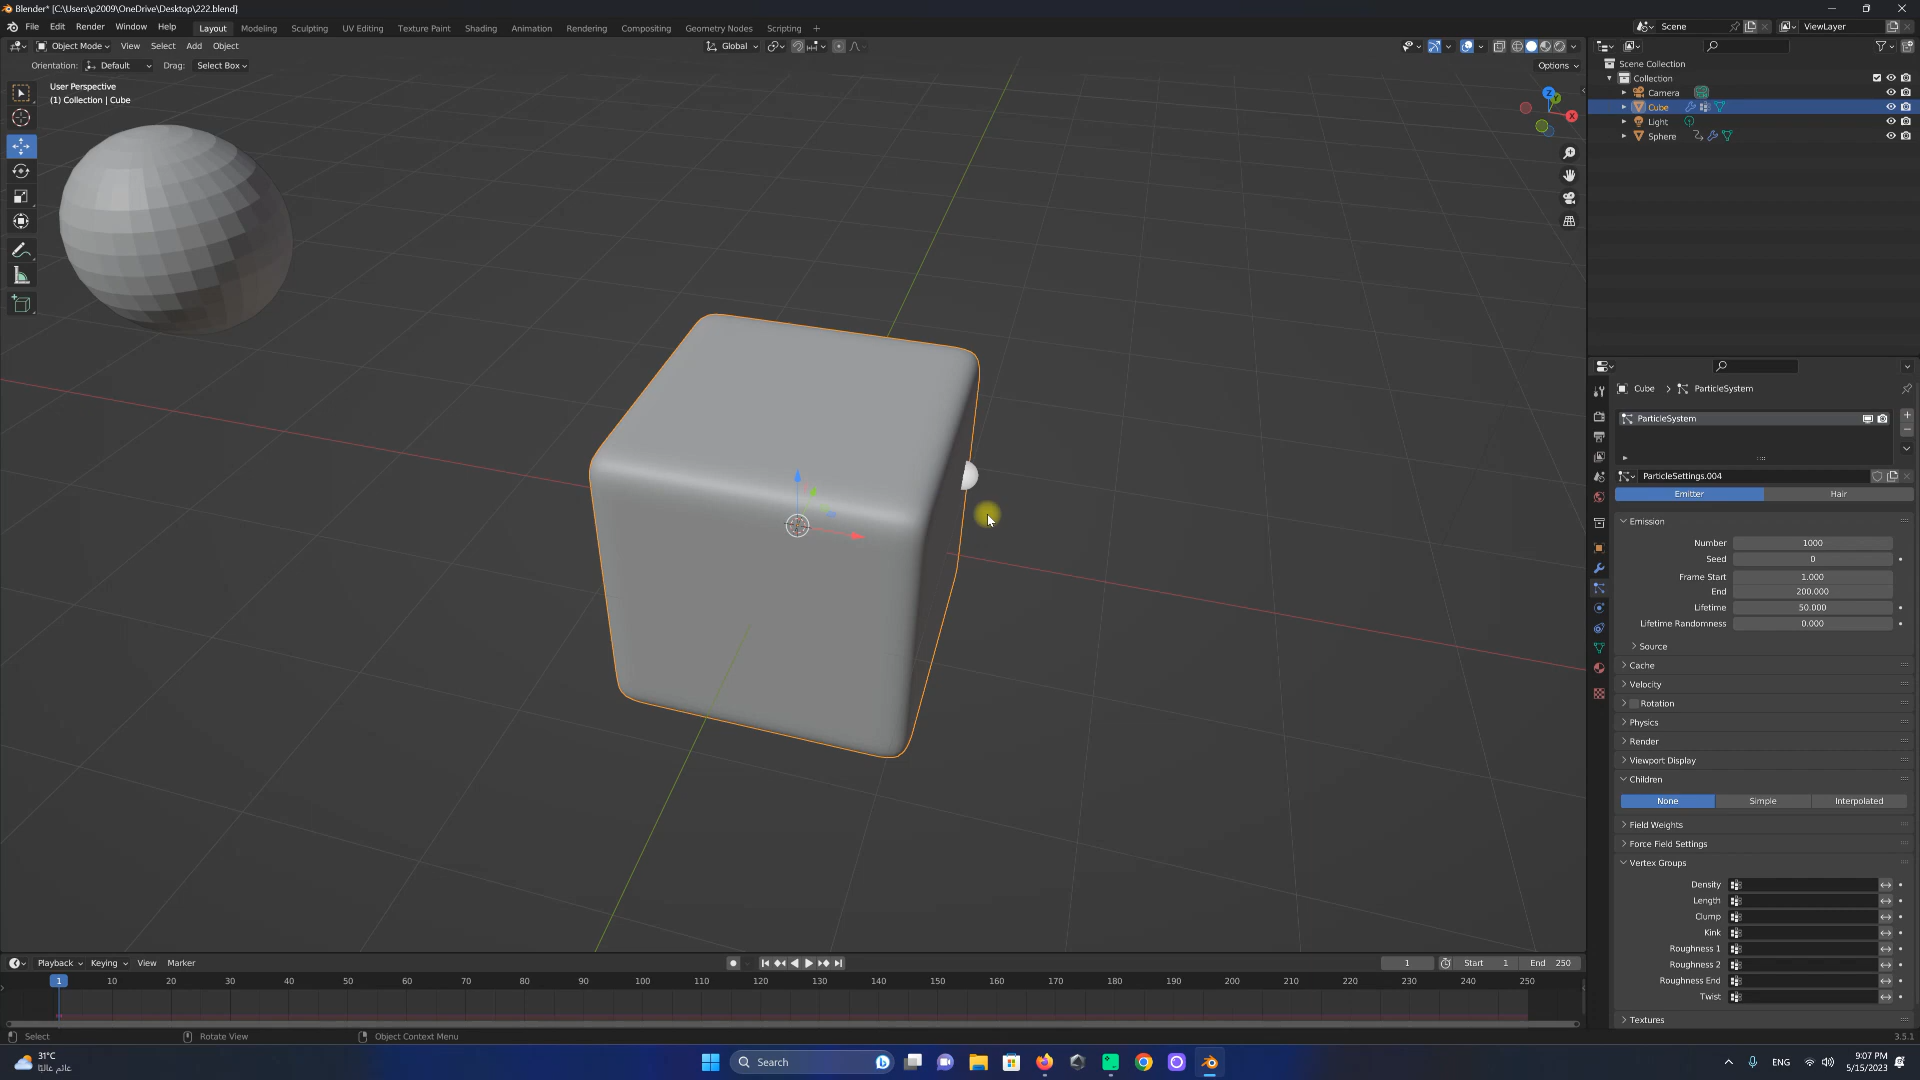 Blender* [C:\Users\p2009\OneDrive\Desktop\222.blend]
File Edit Render Window Help
Layout Modeling Sculpting UV Editing Texture Paint Shading Animation Rendering Compositing Geometry Nodes Scripting +
Scene
ViewLayer
Object Mode View Select Add Object
Global
Orientation: Default Drag: Select Box
Options
User Perspective
(1) Collection | Cube
Z
Y
X
Scene Collection
Collection
Camera
Cube
Light
Sphere
Cube > ParticleSystem
ParticleSystem
ParticleSettings.004
Emitter Hair
Emission
Number 1000
Seed 0
Frame Start 1.000
End 200.000
Lifetime 50.000
Lifetime Randomness 0.000
Source
Cache
Velocity
Rotation
Physics
Render
Viewport Display
Children
None Simple Interpolated
Field Weights
Force Field Settings
Vertex Groups
Density
Length
Clump
Kink
Roughness 1
Roughness 2
Roughness End
Twist
Textures
Playback Keying View Marker
1 Start 1 End 250
1 10 20 30 40 50 60 70 80 90 100 110 120 130 140 150 160 170 180 190 200 210 220 230 240 250
Select Rotate View Object Context Menu
3.5.1
31°C
غائم غالبًا
Search
ENG
9:07 PM
5/15/2023